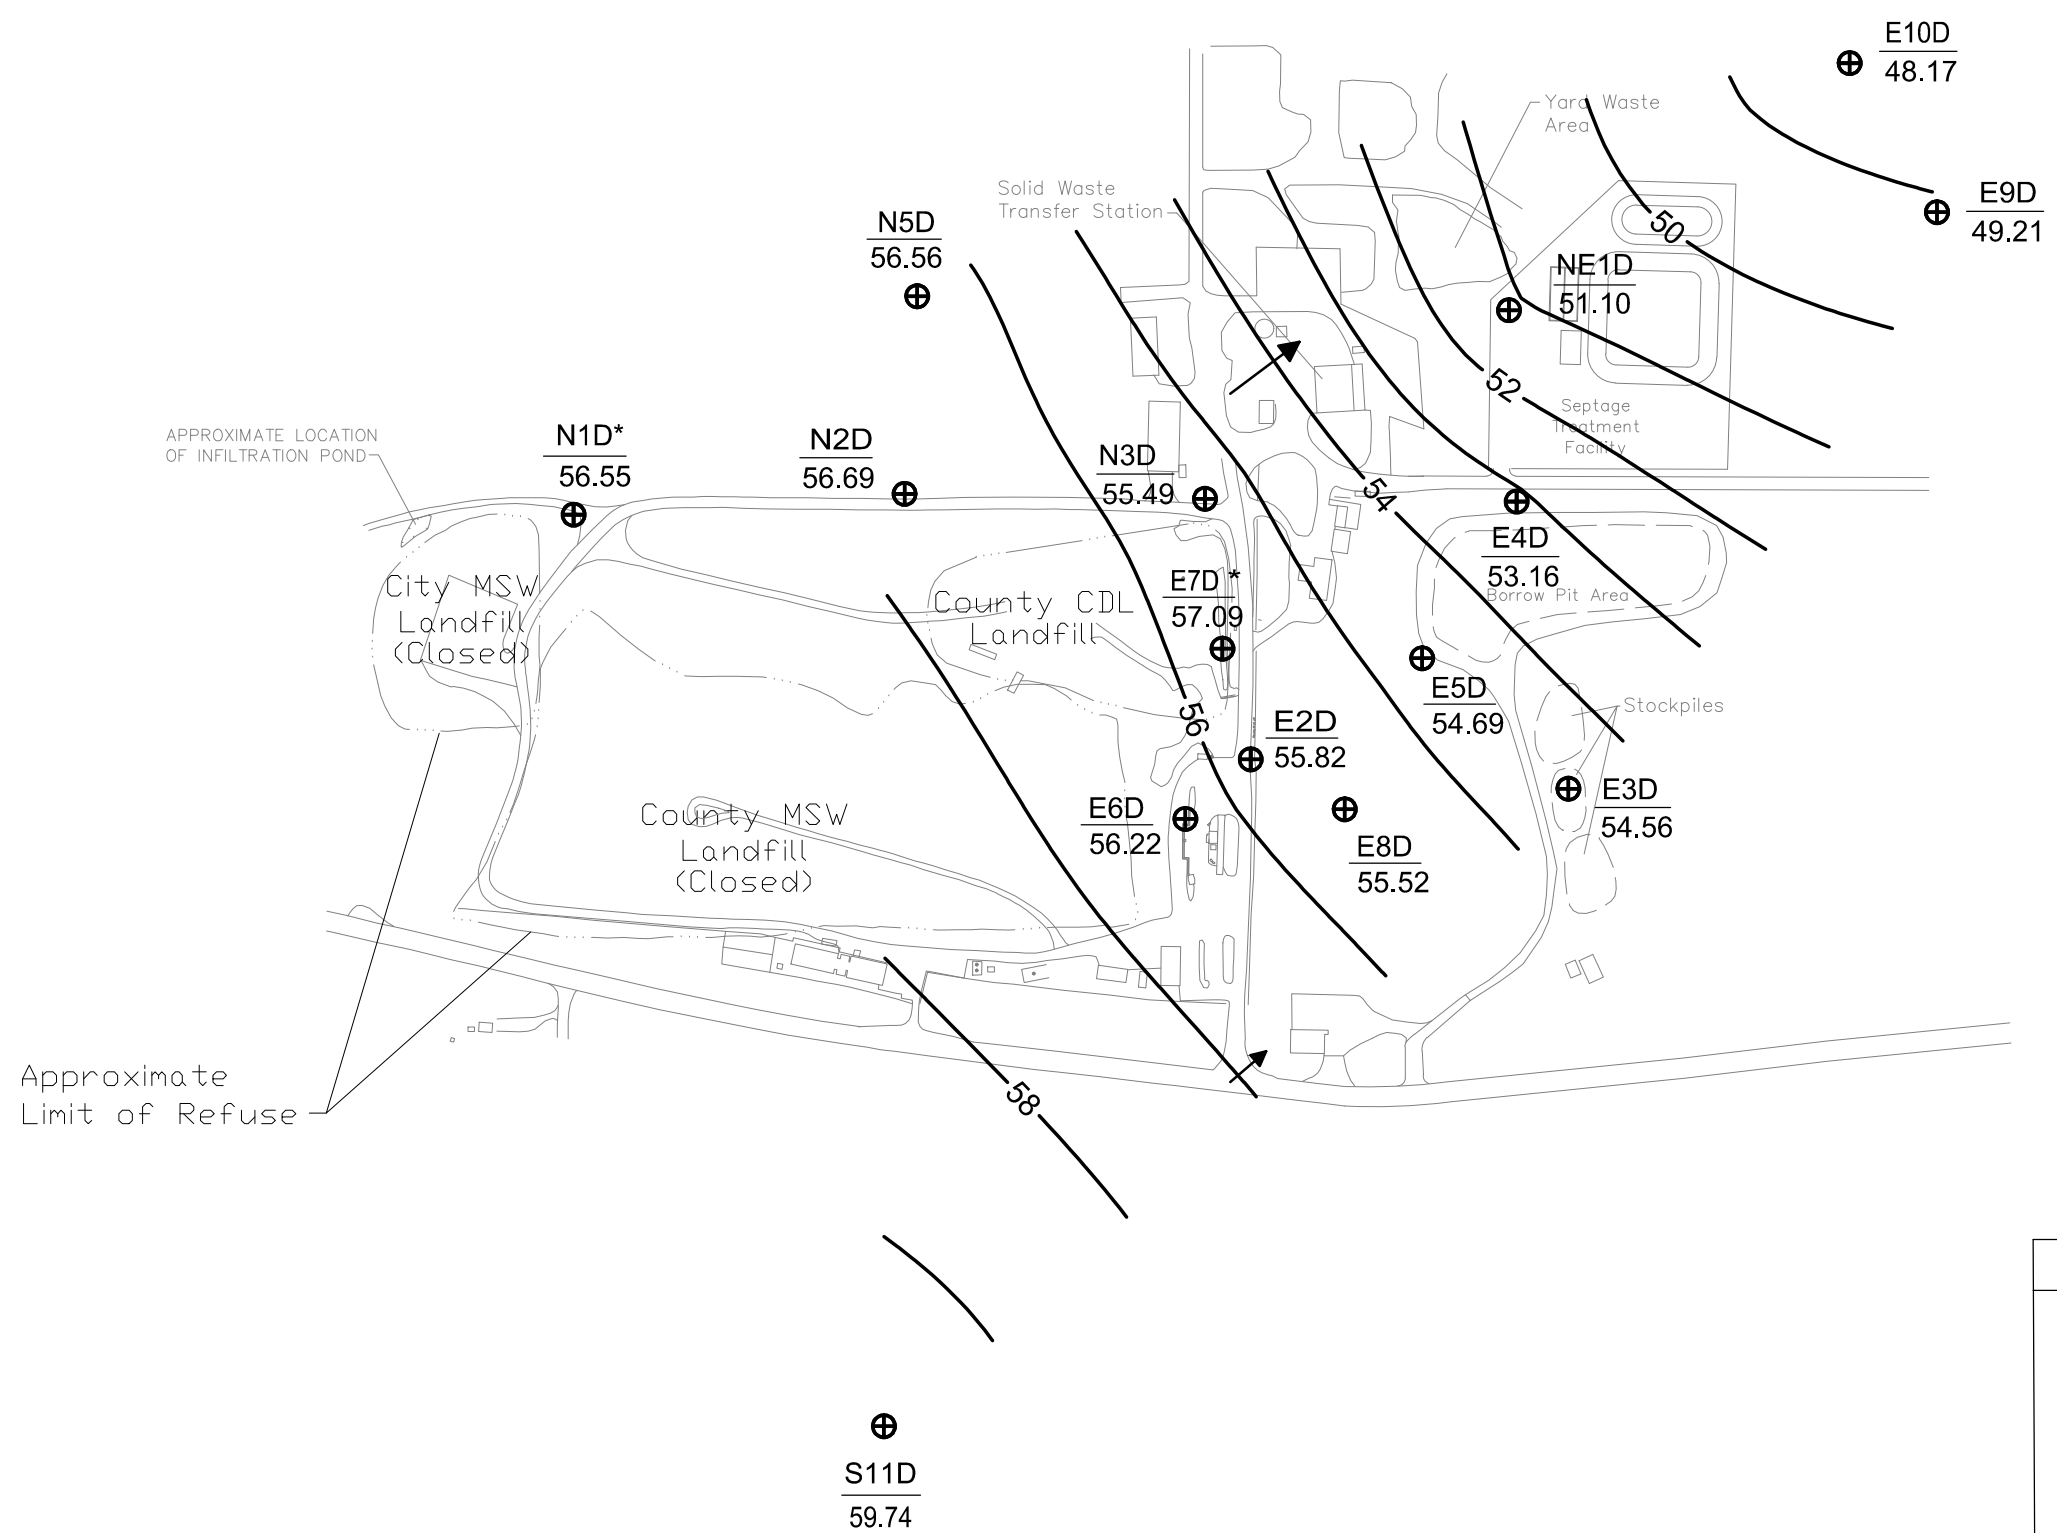 E10D
48.17
Yard Waste
Area
Solid Waste
Transfer Station
E9D
49.21
N5D
56.56
50
NE1D
51.10
52
Septage
Treatment
Facility
APPROXIMATE LOCATION
OF INFILTRATION POND
N1D*
56.55
N2D
56.69
N3D
55.49
54
E4D
53.16
Borrow Pit Area
City MSW
Landfill
(Closed)
County CDL
Landfill
E7D *
57.09
E5D
54.69
Stockpiles
56
E2D
55.82
E3D
54.56
E6D
56.22
County MSW
Landfill
(Closed)
E8D
55.52
Approximate
Limit of Refuse
58
S11D
59.74